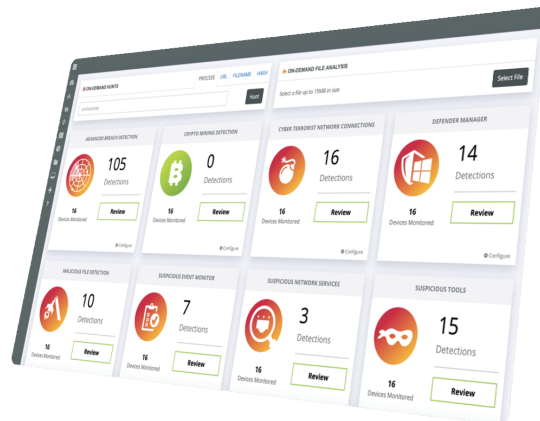 ON-DEMAND HUNTS
PROCESS URL FILENAME HASH
Hunt
ON-DEMAND FILE ANALYSIS
Select a file up to 15MB in size
Select File
ADVANCED BREACH DETECTION
105
Detections
16
Devices Monitored
Review
Configure
CRYPTO MINING DETECTION
0
Detections
16
Devices Monitored
Review
Configure
CYBER TERRORIST NETWORK CONNECTIONS
16
Detections
16
Devices Monitored
Review
Configure
DEFENDER MANAGER
14
Detections
16
Devices Monitored
Review
Configure
MALICIOUS FILE DETECTION
10
Detections
16
Devices Monitored
Review
SUSPICIOUS EVENT MONITOR
7
Detections
16
Devices Monitored
Review
SUSPICIOUS NETWORK SERVICES
3
Detections
16
Devices Monitored
Review
SUSPICIOUS TOOLS
15
Detections
16
Devices Monitored
Review